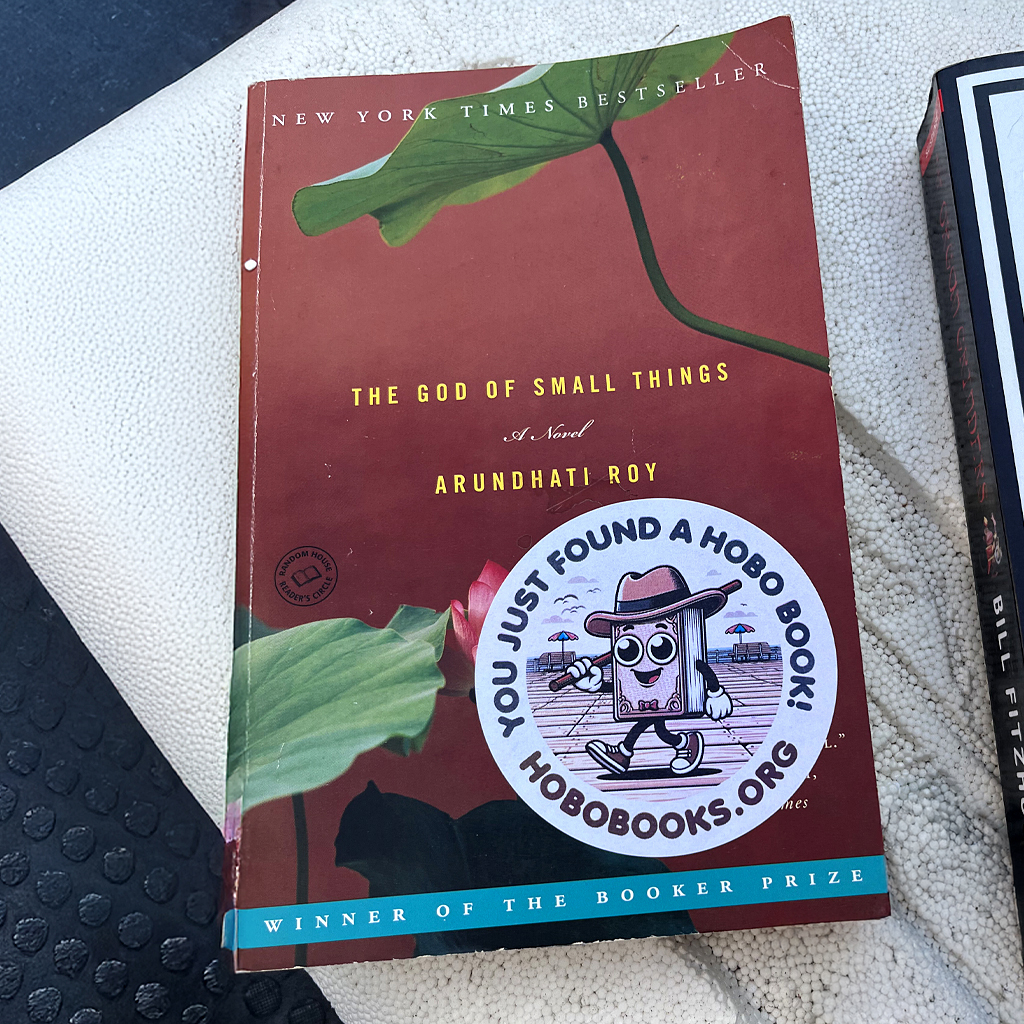 NEW YORK TIMES BESTSELLER
THE GOD OF SMALL THINGS
A Novel
ARUNDHATI ROY
RANDOM HOUSE
READER'S CIRCLE
YOU JUST FOUND A HOBO BOOK!
HOBOBOOKS.ORG
WINNER OF THE BOOKER PRIZE
BILL